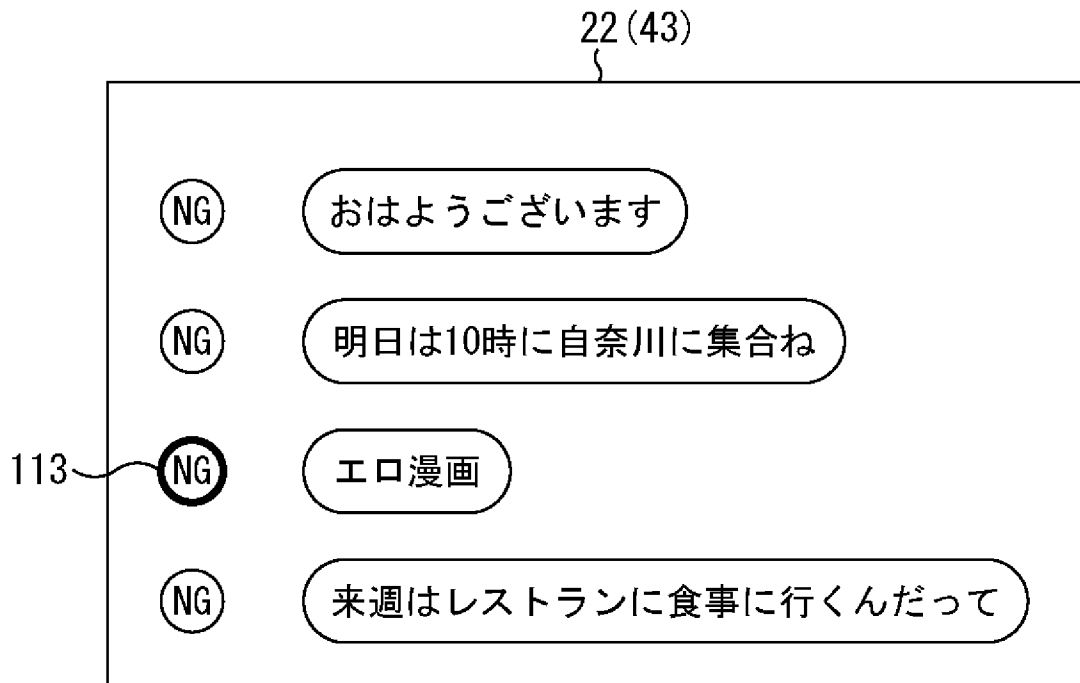 22(43)
NG おはようございます
NG 明日は10時に自奈川に集合ね
113 NG エロ漫画
NG 来週はレストランに食事に行くんだって